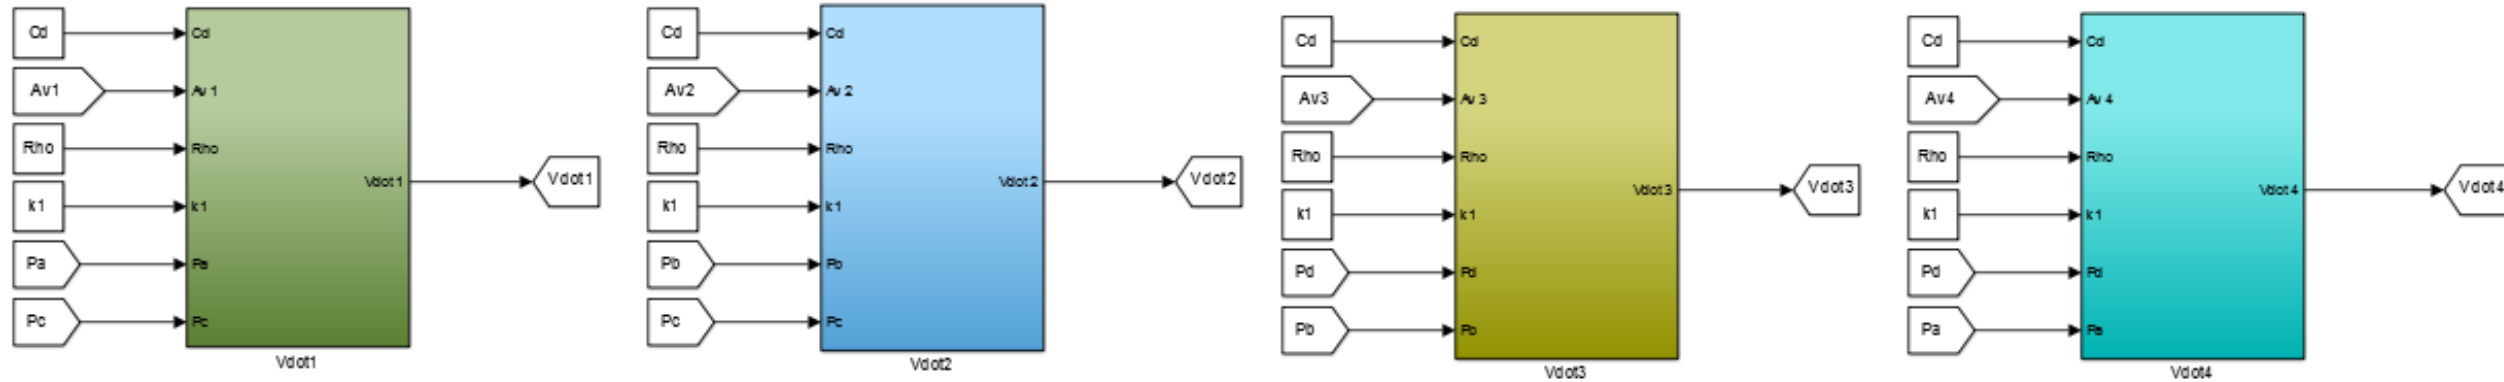 Cd
Cd
Av1
Av 1
Rho
Rho
k1
k1
Pa
Pa
Pc
Pc
Vdot 1
Vdot1
Vdot1
Cd
Cd
Av2
Av 2
Rho
Rho
k1
k1
Pb
Pb
Pc
Pc
Vdot 2
Vdot2
Vdot2
Cd
Cd
Av3
Av 3
Rho
Rho
k1
k1
Pd
Pd
Pb
Pb
Vdot 3
Vdot3
Vdot3
Cd
Cd
Av4
Av 4
Rho
Rho
k1
k1
Pd
Pd
Pa
Pa
Vdot 4
Vdot4
Vdot4